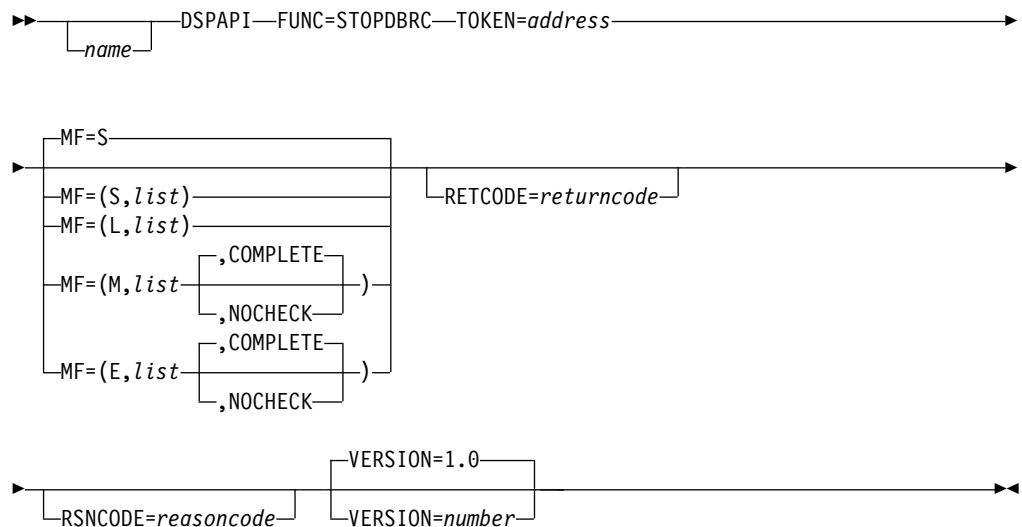 DSPAPI FUNC=STOPDBRC TOKEN=address
name
MF=S
MF=(S,list)
RETCODE=returncode
MF=(L,list)
,COMPLETE
MF=(M,list )
,NOCHECK
,COMPLETE
MF=(E,list )
,NOCHECK
VERSION=1.0
RSNCODE=reasoncode VERSION=number